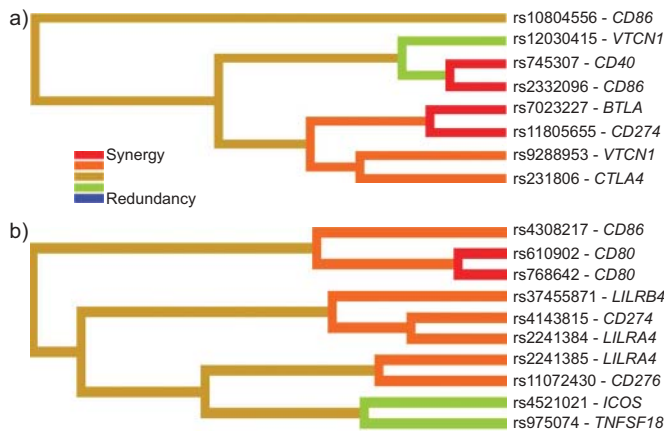 a)
rs10804556 - CD86
rs12030415 - VTCN1
rs745307 - CD40
rs2332096 - CD86
rs7023227 - BTLA
rs11805655 - CD274
rs9288953 - VTCN1
rs231806 - CTLA4
Synergy
Redundancy
b)
rs4308217 - CD86
rs610902 - CD80
rs768642 - CD80
rs37455871 - LILRB4
rs4143815 - CD274
rs2241384 - LILRA4
rs2241385 - LILRA4
rs11072430 - CD276
rs4521021 - ICOS
rs975074 - TNFSF18